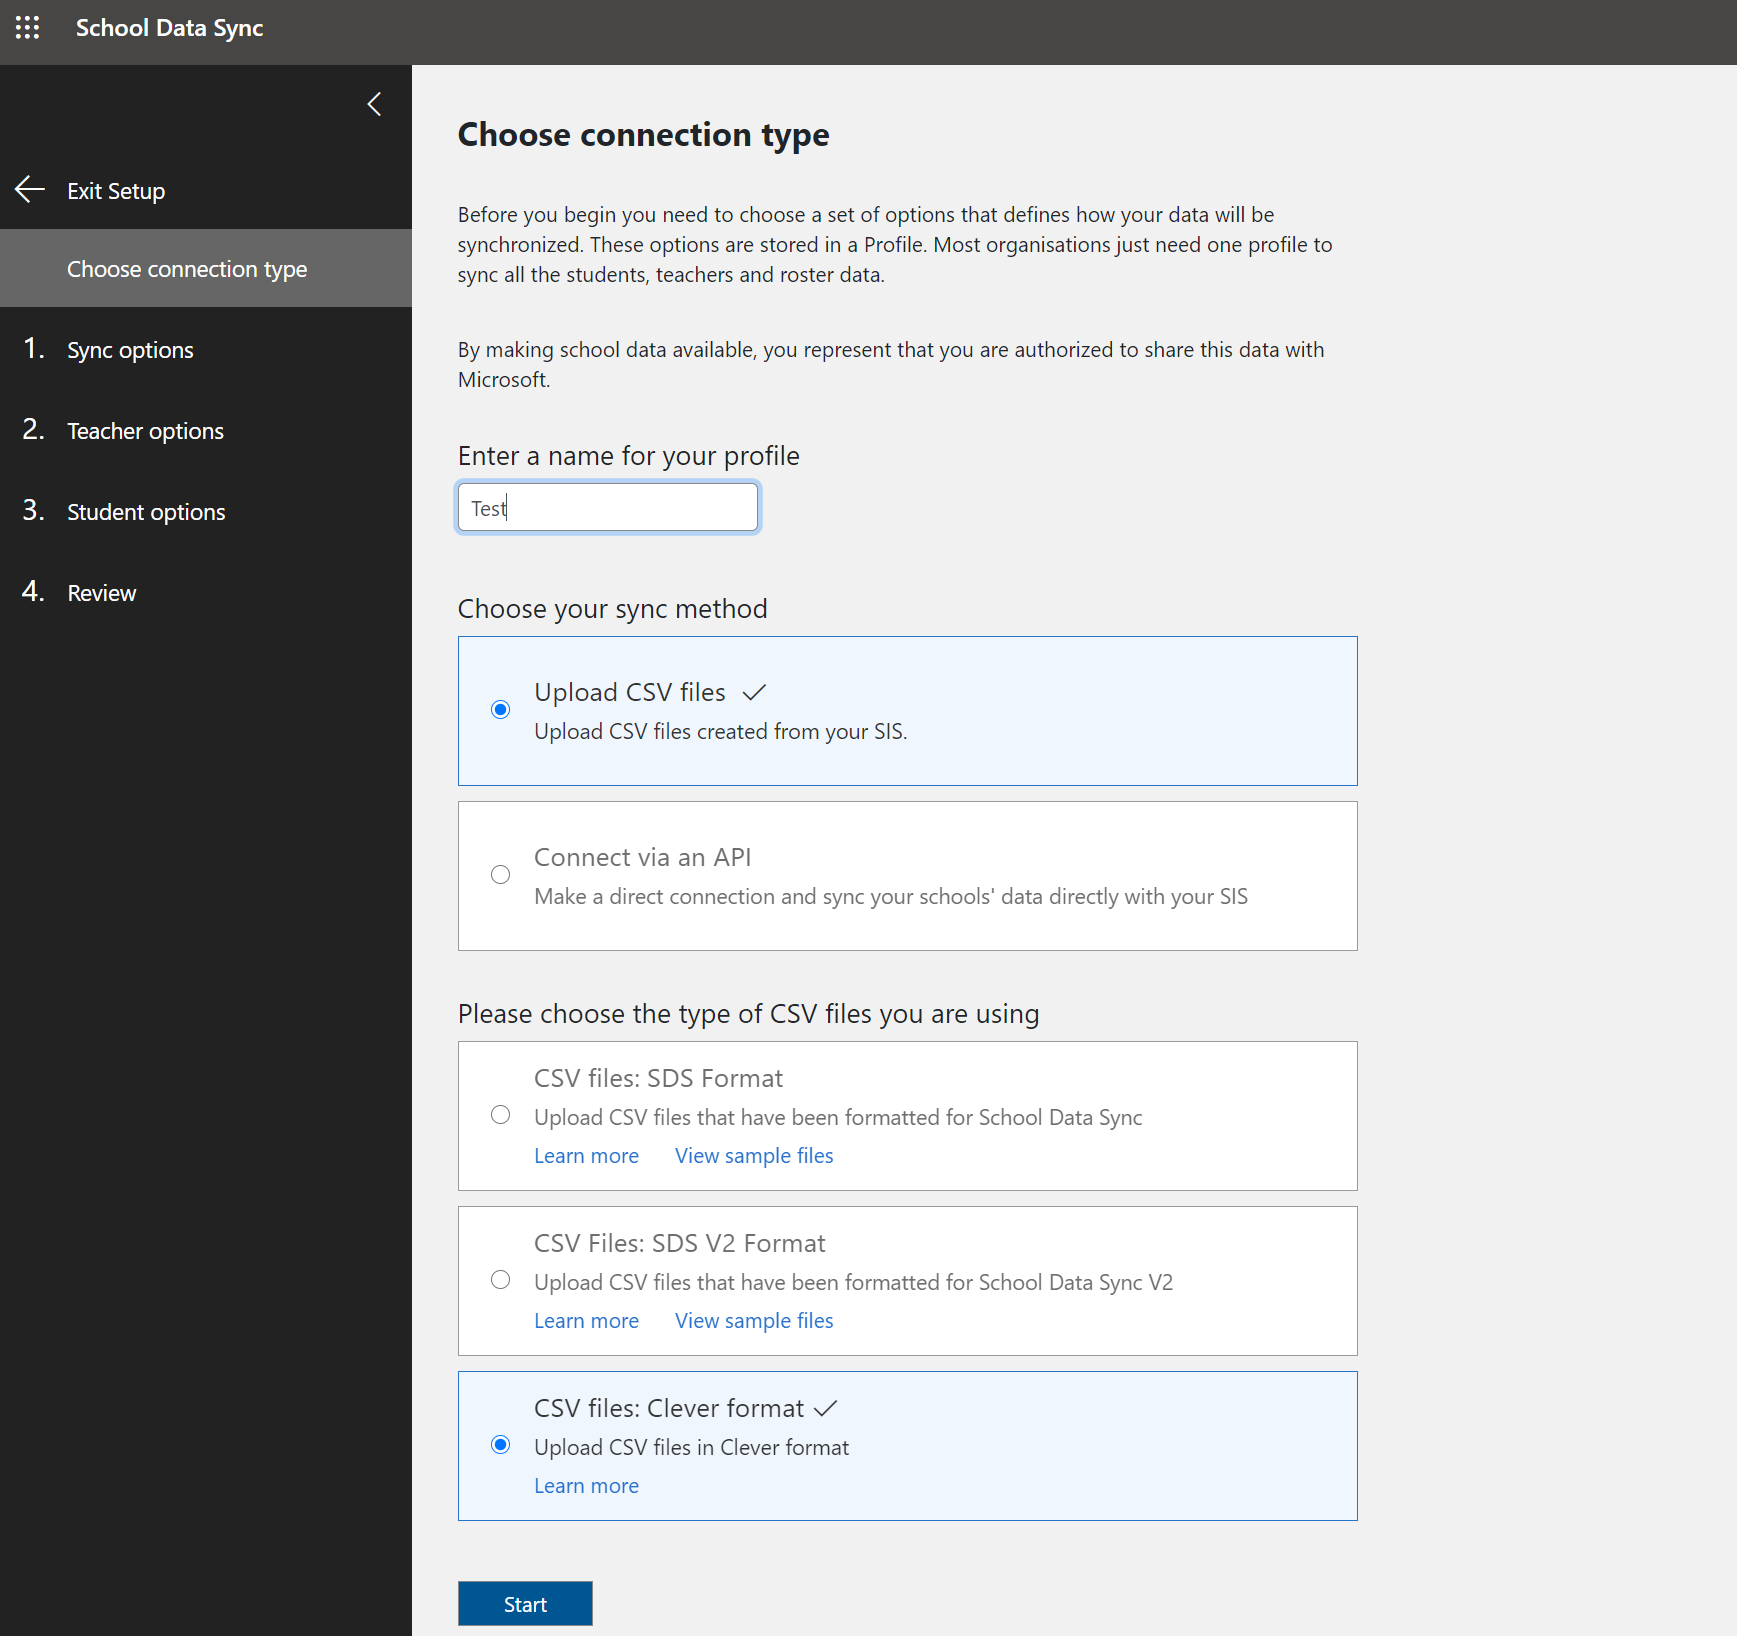 School Data Sync
Exit Setup
Choose connection type
1. Sync options
2. Teacher options
3. Student options
4. Review
Choose connection type
Before you begin you need to choose a set of options that defines how your data will be
synchronized. These options are stored in a Profile. Most organisations just need one profile to
sync all the students, teachers and roster data.
By making school data available, you represent that you are authorized to share this data with
Microsoft.
Enter a name for your profile
Test
Choose your sync method
Upload CSV files
Upload CSV files created from your SIS.
Connect via an API
Make a direct connection and sync your schools' data directly with your SIS
Please choose the type of CSV files you are using
CSV files: SDS Format
Upload CSV files that have been formatted for School Data Sync
Learn more View sample files
CSV Files: SDS V2 Format
Upload CSV files that have been formatted for School Data Sync V2
Learn more View sample files
CSV files: Clever format
Upload CSV files in Clever format
Learn more
Start